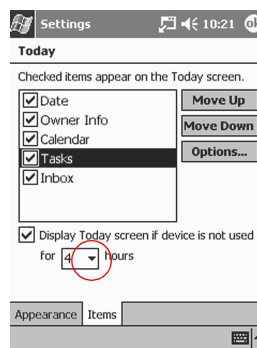 Settings 10:21 ok
Today
Checked items appear on the Today screen.
Date
Owner Info
Calendar
Tasks
Inbox
Move Up
Move Down
Options...
Display Today screen if device is not used
for 4 hours
Appearance Items